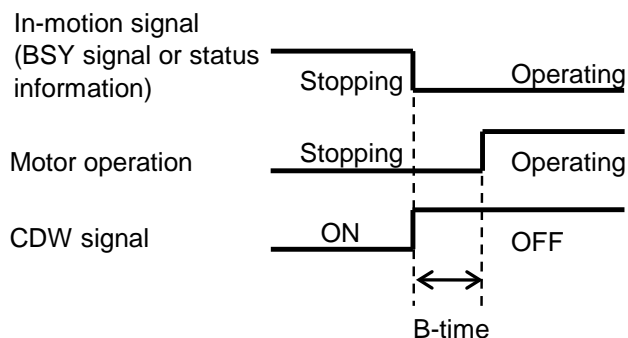 In-motion signal
(BSY signal or status
information)
Stopping Operating
Motor operation
Stopping Operating
CDW signal
ON OFF
B-time